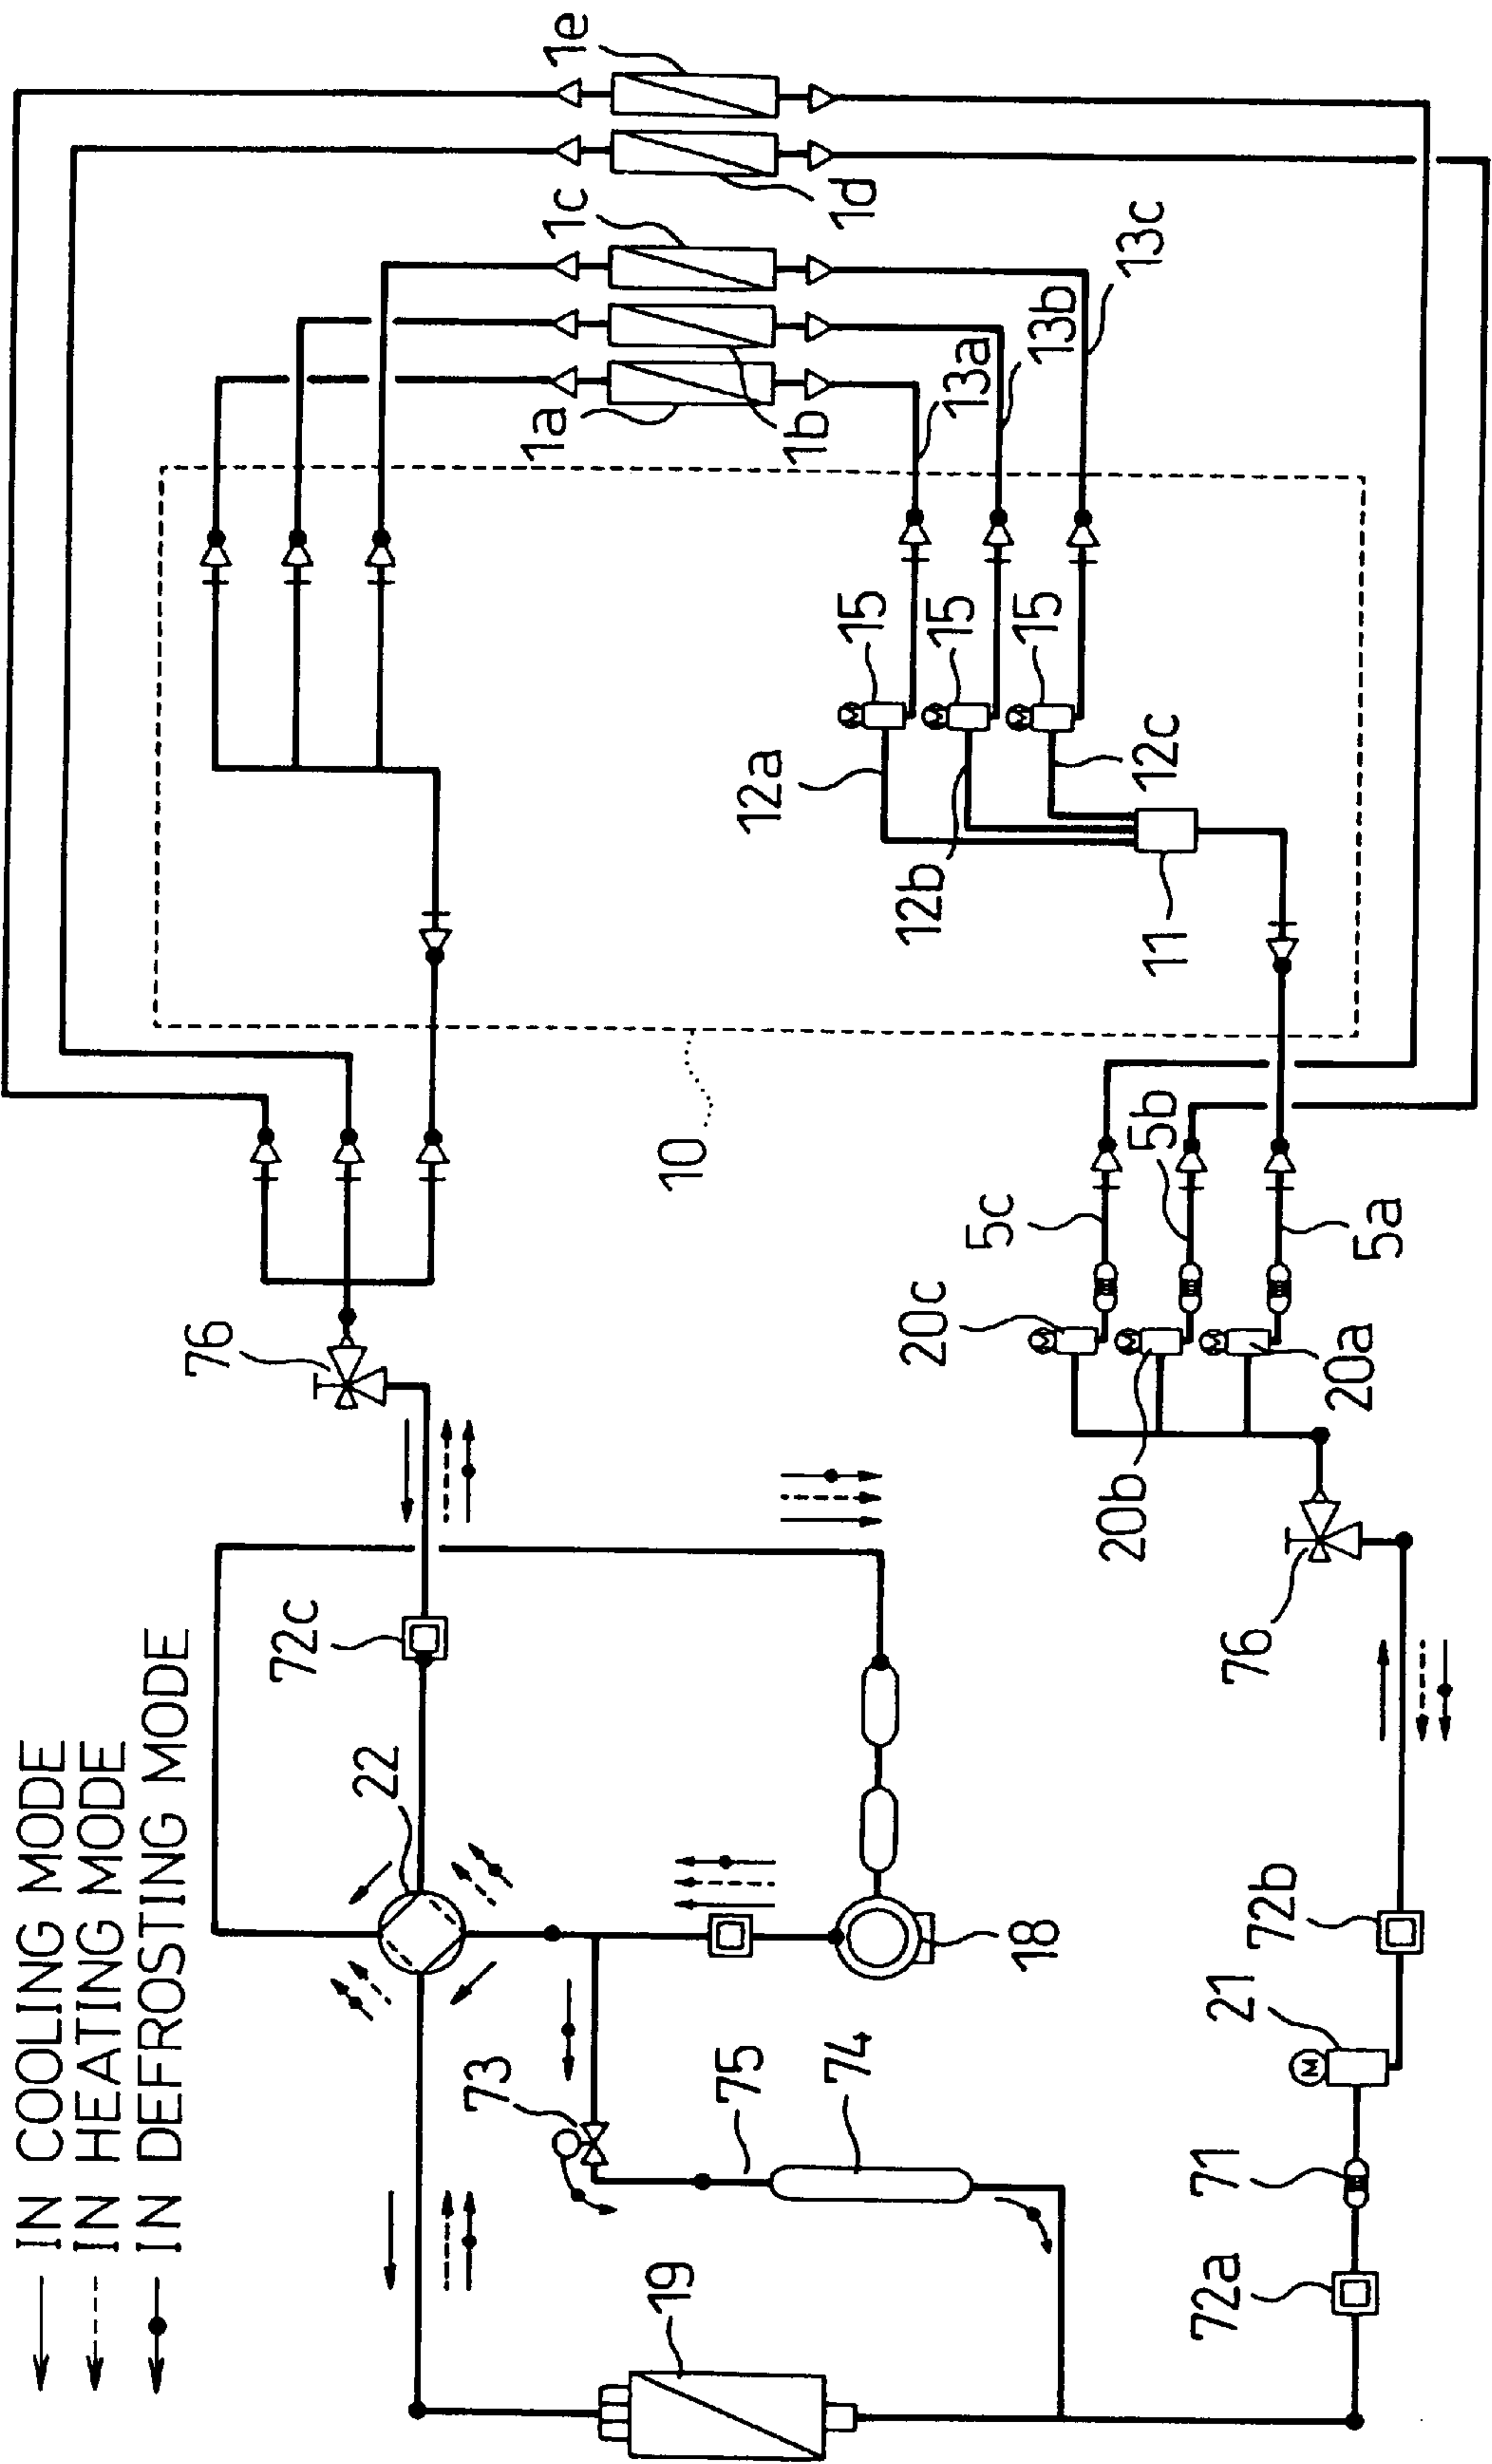 IN COOLING MODE
IN HEATING MODE
IN DEFROSTING MODE
22
72c
76
10
1a
1b
1c
1d
1e
13a
13b
13c
15
15
15
12a
12b
12c
11
5c
5b
5a
20c
20b
20a
76
18
73
75
74
19
72a
71
21
M
72b